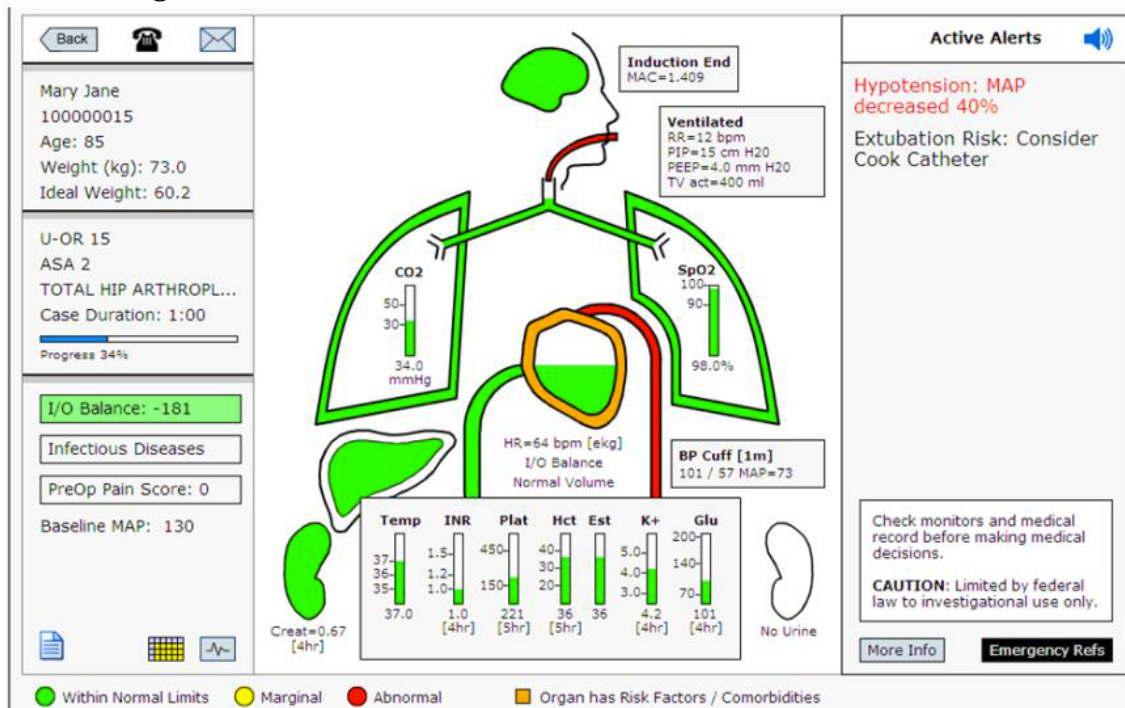 Back
Mary Jane
100000015
Age: 85
Weight (kg): 73.0
Ideal Weight: 60.2
U-OR 15
ASA 2
TOTAL HIP ARTHROPL...
Case Duration: 1:00
Progress 34%
I/O Balance: -181
Infectious Diseases
PreOp Pain Score: 0
Baseline MAP: 130
Induction End
MAC=1.409
Ventilated
RR=12 bpm
PIP=15 cm H20
PEEP=4.0 mm H20
TV act=400 ml
CO2
50
30
34.0
mmHg
SpO2
100
90
98.0%
HR=64 bpm [ekg]
I/O Balance
Normal Volume
BP Cuff [1m]
101 / 57 MAP=73
Temp INR Plat Hct Est K+ Glu
37 1.5 450 40 5.0 200
36 1.2 30 4.0 140
35 1.0 150 20 3.0 70
37.0 1.0 221 36 36 4.2 101
[4hr] [5hr] [5hr] [4hr] [4hr]
Creat=0.67
[4hr]
No Urine
Active Alerts
Hypotension: MAP
decreased 40%
Extubation Risk: Consider
Cook Catheter
Check monitors and medical
record before making medical
decisions.
CAUTION: Limited by federal
law to investigational use only.
More Info
Emergency Refs
Within Normal Limits Marginal Abnormal Organ has Risk Factors / Comorbidities